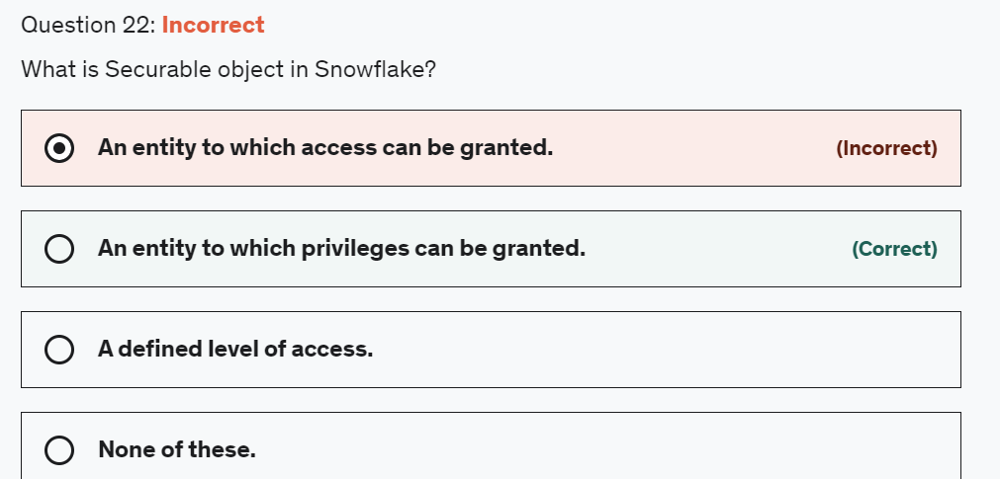 Question 22: Incorrect
What is Securable object in Snowflake?
An entity to which access can be granted. (Incorrect)
An entity to which privileges can be granted. (Correct)
A defined level of access.
None of these.